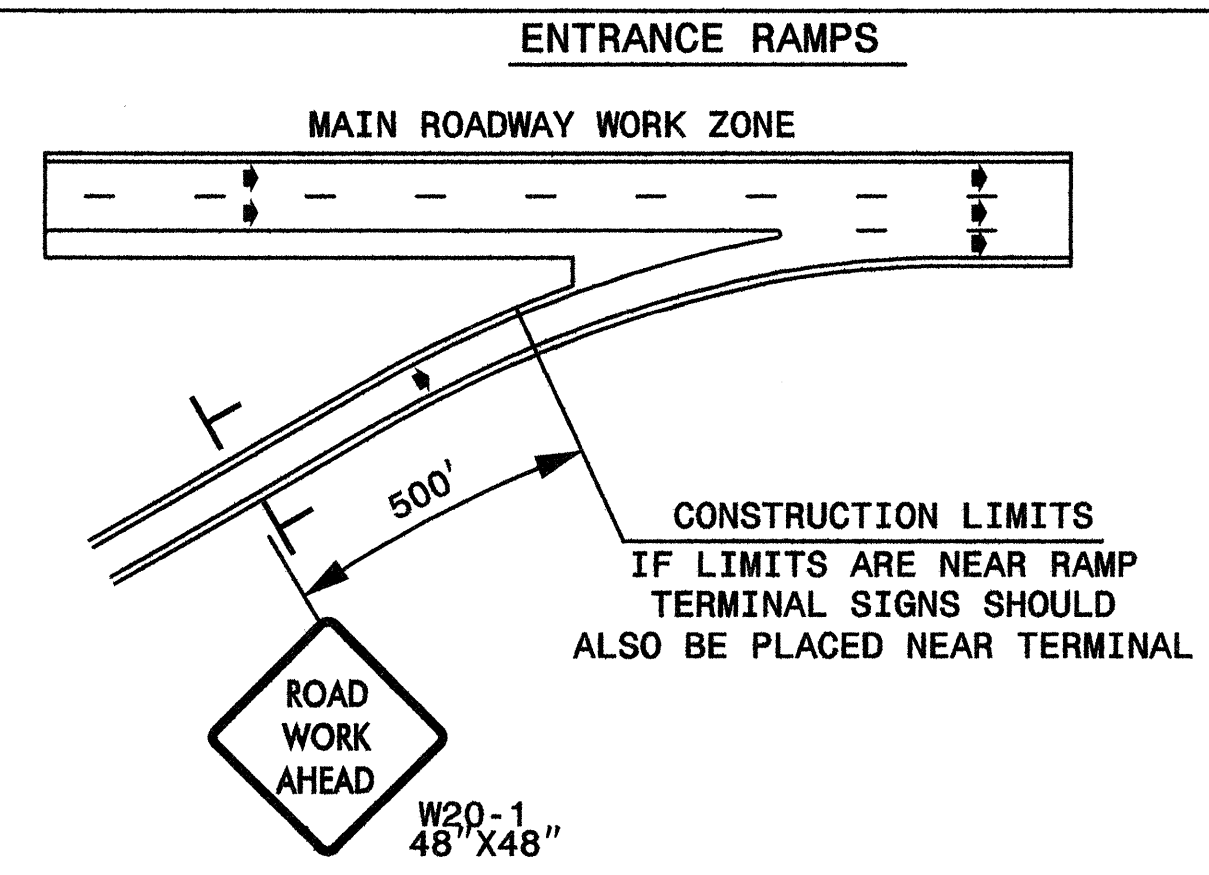 ENTRANCE RAMPS
MAIN ROADWAY WORK ZONE
500'
CONSTRUCTION LIMITS
IF LIMITS ARE NEAR RAMP
TERMINAL SIGNS SHOULD
ALSO BE PLACED NEAR TERMINAL
ROAD
WORK
AHEAD
W20-1
48"X48"